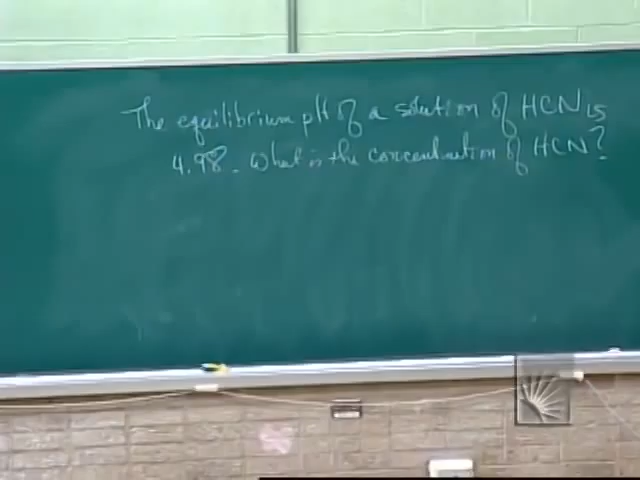 The equilibrium pH of a solution of HCN is
4.98. What is the concentration of HCN?